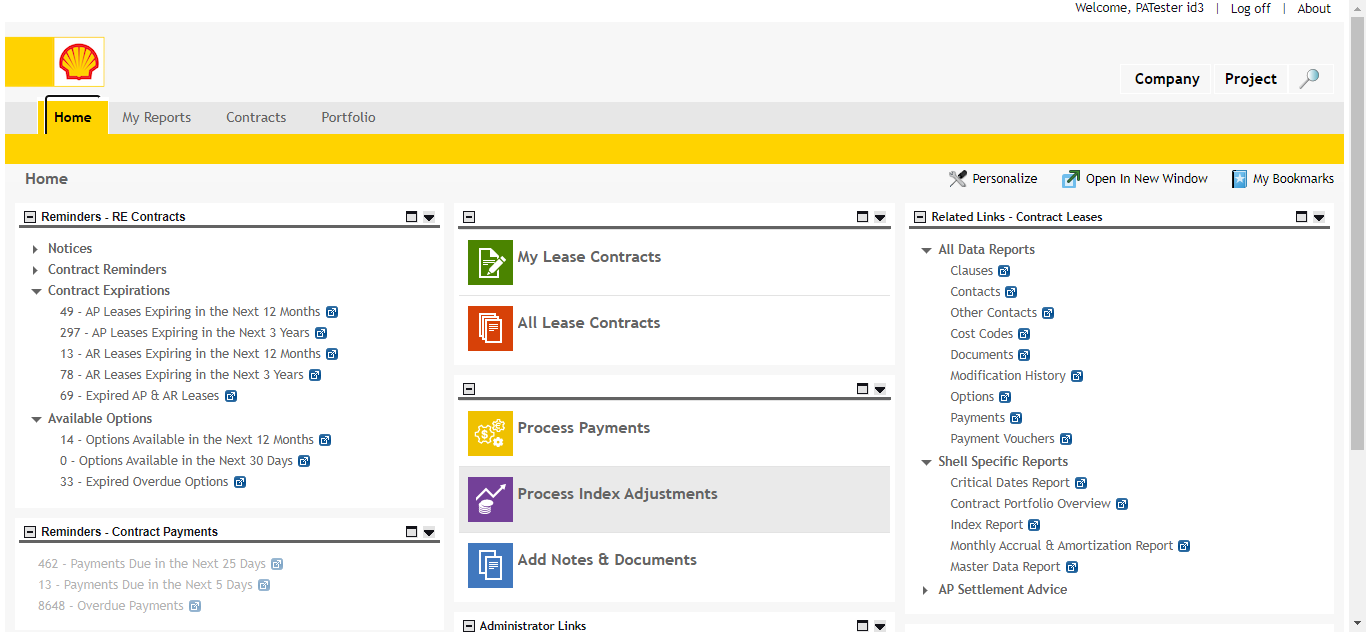 Welcome, PATester id3 | Log off | About
Company Project
Home My Reports Contracts Portfolio
Home
Personalize Open In New Window My Bookmarks
Reminders - RE Contracts
Notices
Contract Reminders
Contract Expirations
49 - AP Leases Expiring in the Next 12 Months
297 - AP Leases Expiring in the Next 3 Years
13 - AR Leases Expiring in the Next 12 Months
78 - AR Leases Expiring in the Next 3 Years
69 - Expired AP & AR Leases
Available Options
14 - Options Available in the Next 12 Months
0 - Options Available in the Next 30 Days
33 - Expired Overdue Options
Reminders - Contract Payments
462 - Payments Due in the Next 25 Days
13 - Payments Due in the Next 5 Days
8648 - Overdue Payments
My Lease Contracts
All Lease Contracts
Process Payments
Process Index Adjustments
Add Notes & Documents
Administrator Links
Related Links - Contract Leases
All Data Reports
Clauses
Contacts
Other Contacts
Cost Codes
Documents
Modification History
Options
Payments
Payment Vouchers
Shell Specific Reports
Critical Dates Report
Contract Portfolio Overview
Index Report
Monthly Accrual & Amortization Report
Master Data Report
AP Settlement Advice